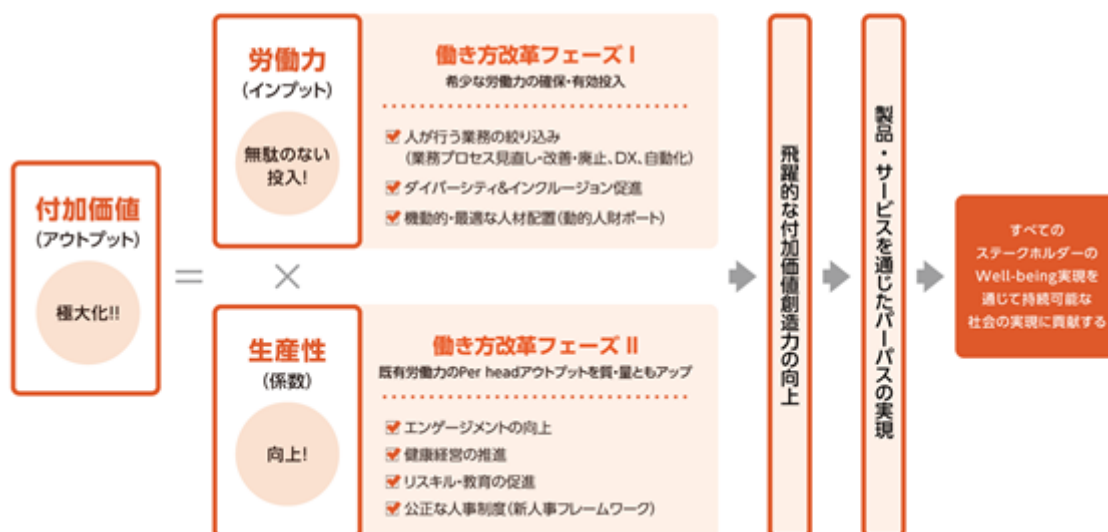 付加価値
(アウトプット)
極大化!!
=
労働力
(インプット)
無駄のない
投入!
働き方改革フェーズ I
希少な労働力の確保・有効投入
人が行う業務の絞り込み
(業務プロセス見直し・改善・廃止、DX、自動化)
ダイバーシティ&インクルージョン促進
機動的・最適な人材配置(動的人財ポート)
×
生産性
(係数)
向上!
働き方改革フェーズ II
既有労働力のPer headアウトプットを質・量ともアップ
エンゲージメントの向上
健康経営の推進
リスキル・教育の促進
公正な人事制度(新人事フレームワーク)
飛躍的な付加価値創造力の向上
製品・サービスを通じたパーパスの実現
すべての
ステークホルダーの
Well-being実現を
通じて持続可能な
社会の実現に貢献する